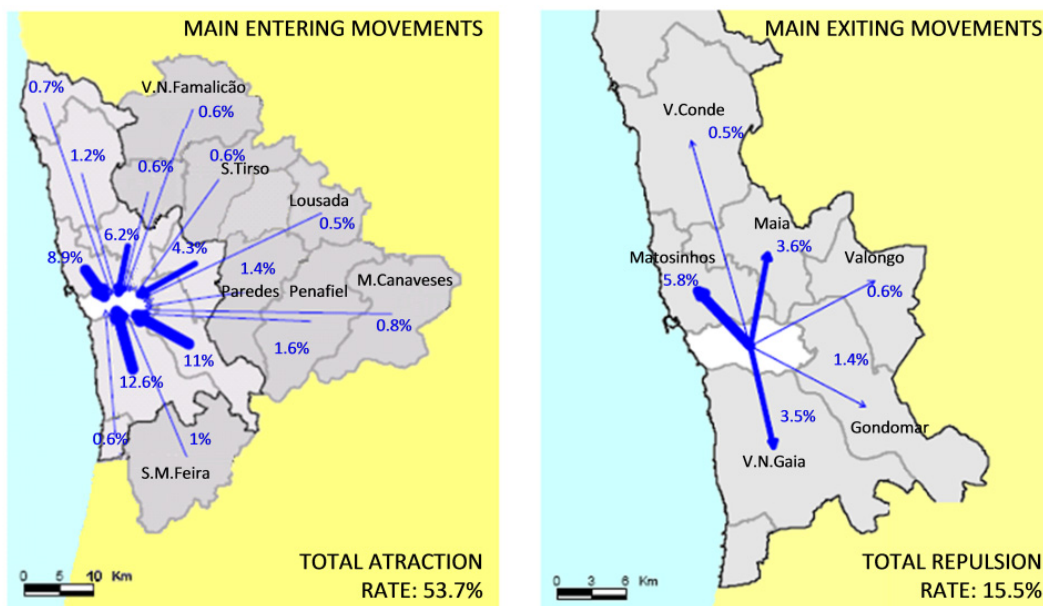 MAIN ENTERING MOVEMENTS
0.7%
V.N.Famalicão
0.6%
1.2%
0.6%
0.6%
S.Tirso
Lousada
0.5%
6.2%
4.3%
8.9%
1.4%
Paredes
Penafiel
M.Canaveses
0.8%
1.6%
11%
12.6%
0.6%
1%
S.M.Feira
TOTAL ATRACTION
RATE: 53.7%
0 5 10 Km
MAIN EXITING MOVEMENTS
V.Conde
0.5%
Maia
3.6%
Matosinhos
5.8%
Valongo
0.6%
1.4%
3.5%
Gondomar
V.N.Gaia
TOTAL REPULSION
RATE: 15.5%
0 3 6 Km